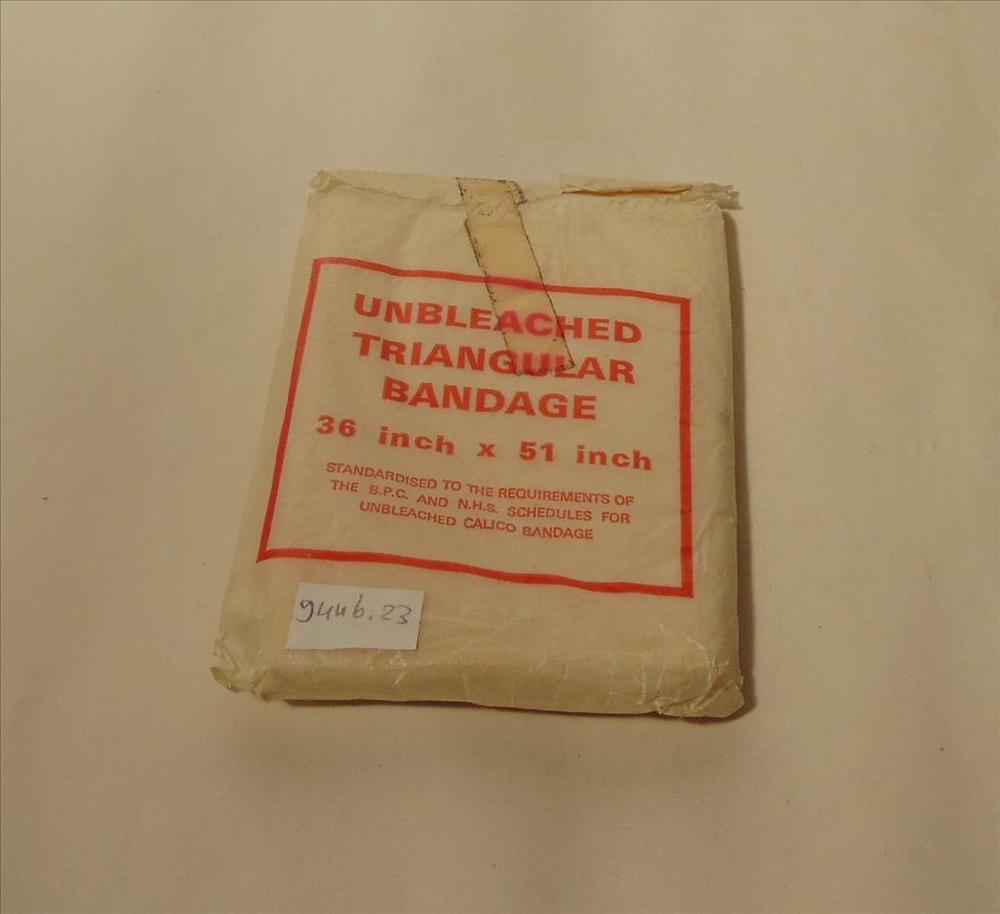 UNBLEACHED
TRIANGULAR
BANDAGE
36 inch x 51 inch
STANDARDISED TO THE REQUIREMENTS OF
THE B.P.C. AND N.H.S. SCHEDULES FOR
UNBLEACHED CALICO BANDAGE
9446.23